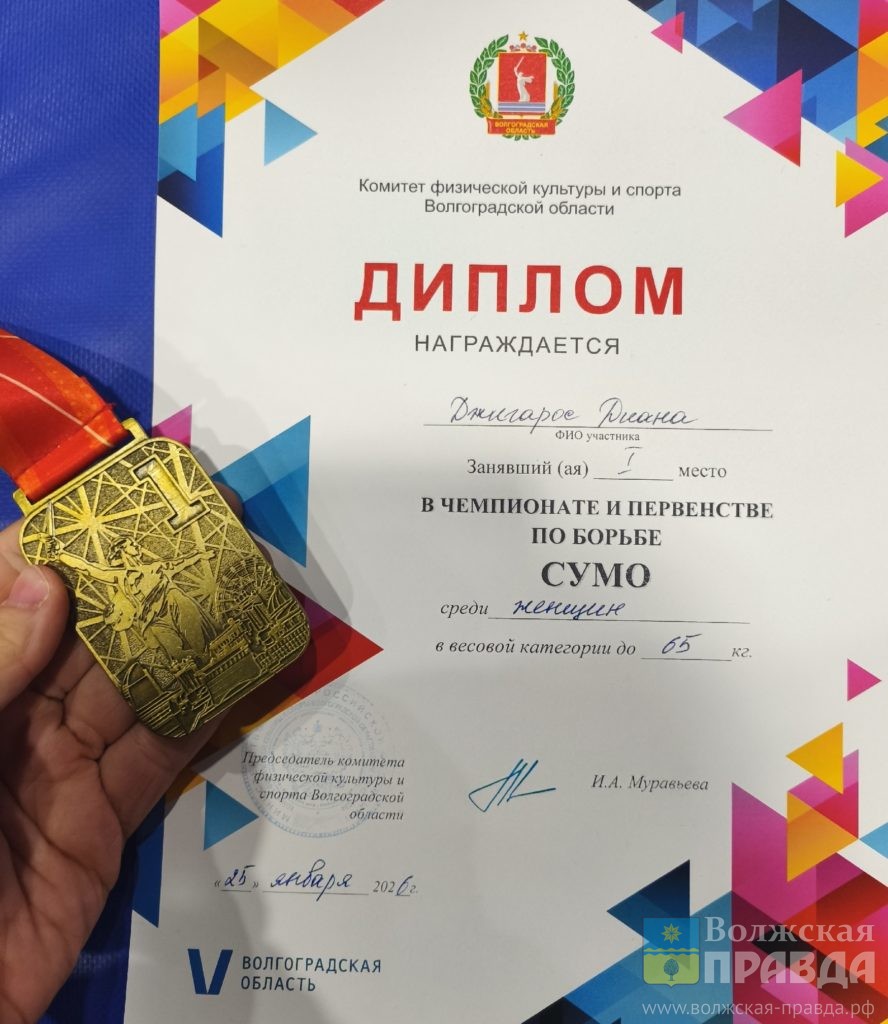 ВОЛГОГРАДСКАЯ
ОБЛАСТЬ
Комитет физической культуры и спорта
Волгоградской области
ДИПЛОМ
НАГРАЖДАЕТСЯ
Джигарос Диана
ФИО участника
Занявший (ая) I место
В ЧЕМПИОНАТЕ И ПЕРВЕНСТВЕ
ПО БОРЬБЕ
СУМО
среди женщин
в весовой категории до 65 кг.
1
Председатель комитета
физической культуры и
спорта Волгоградской
области
И.А. Муравьева
«25» января 2026г.
V ВОЛГОГРАДСКАЯ
ОБЛАСТЬ
Волжская
ПРАВДА
www.волжская-правда.рф